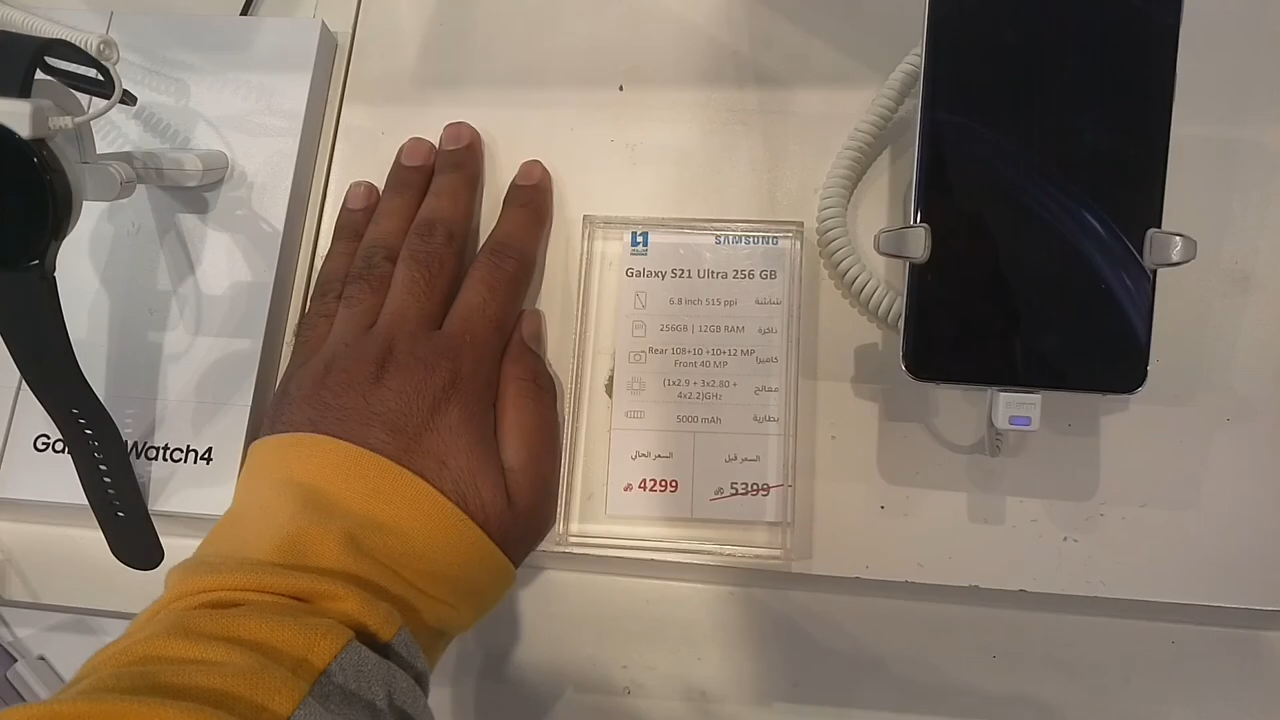 SAMSUNG
Galaxy S21 Ultra 256 GB
6.8 inch 515 ppi شاشة
256GB | 12GB RAM ذاكرة
Rear 108+10 +10+12 MP كاميرا
Front 40 MP
(1x2.9 + 3x2.80 + معالج
4x2.2)GHz
5000 mAh بطارية
السعر الحالي السعر قبل
4299 5399
Watch4